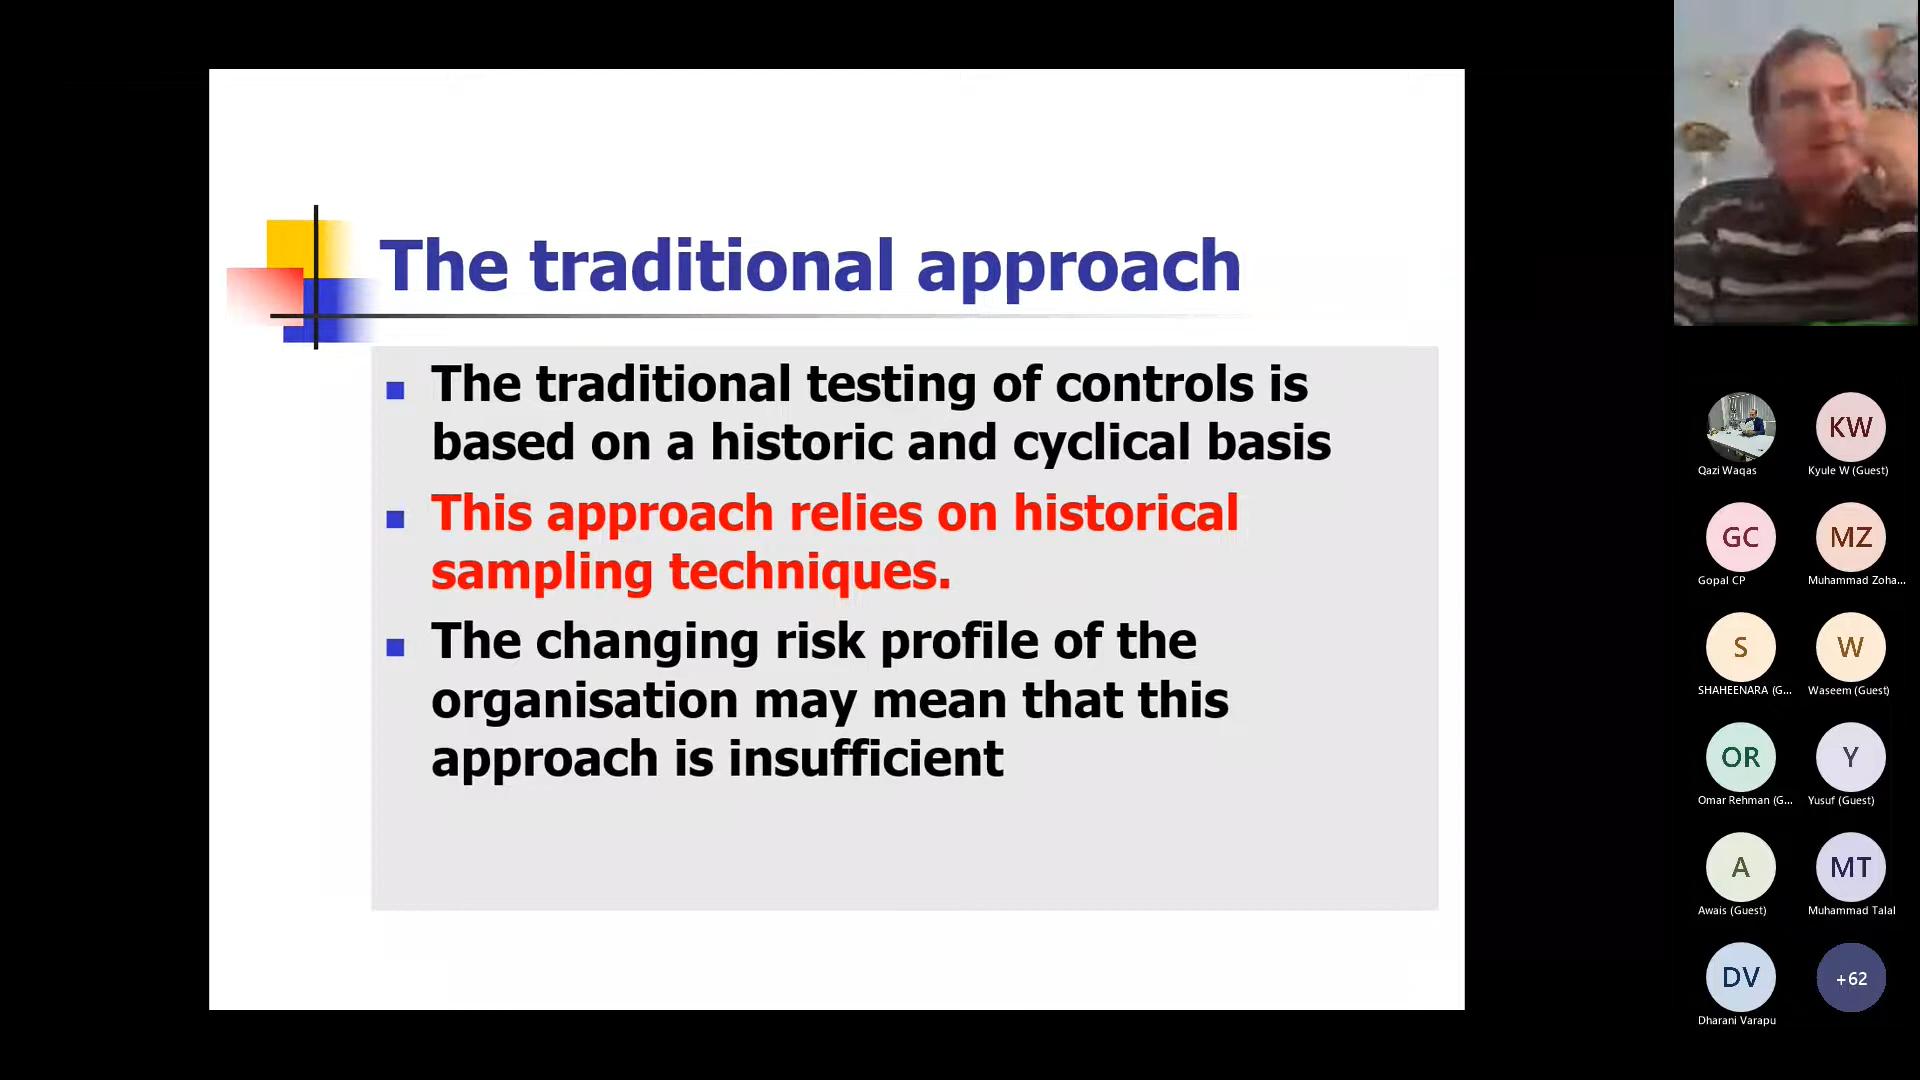 The traditional approach
The traditional testing of controls is
based on a historic and cyclical basis
This approach relies on historical
sampling techniques.
The changing risk profile of the
organisation may mean that this
approach is insufficient
Qazi Waqas
KW
Kyule W (Guest)
GC
Gopal CP
MZ
Muhammad Zoha...
S
SHAHEENARA (G...
W
Waseem (Guest)
OR
Omar Rehman (G...
Y
Yusuf (Guest)
A
Awais (Guest)
MT
Muhammad Talal
DV
Dharani Varapu
+62